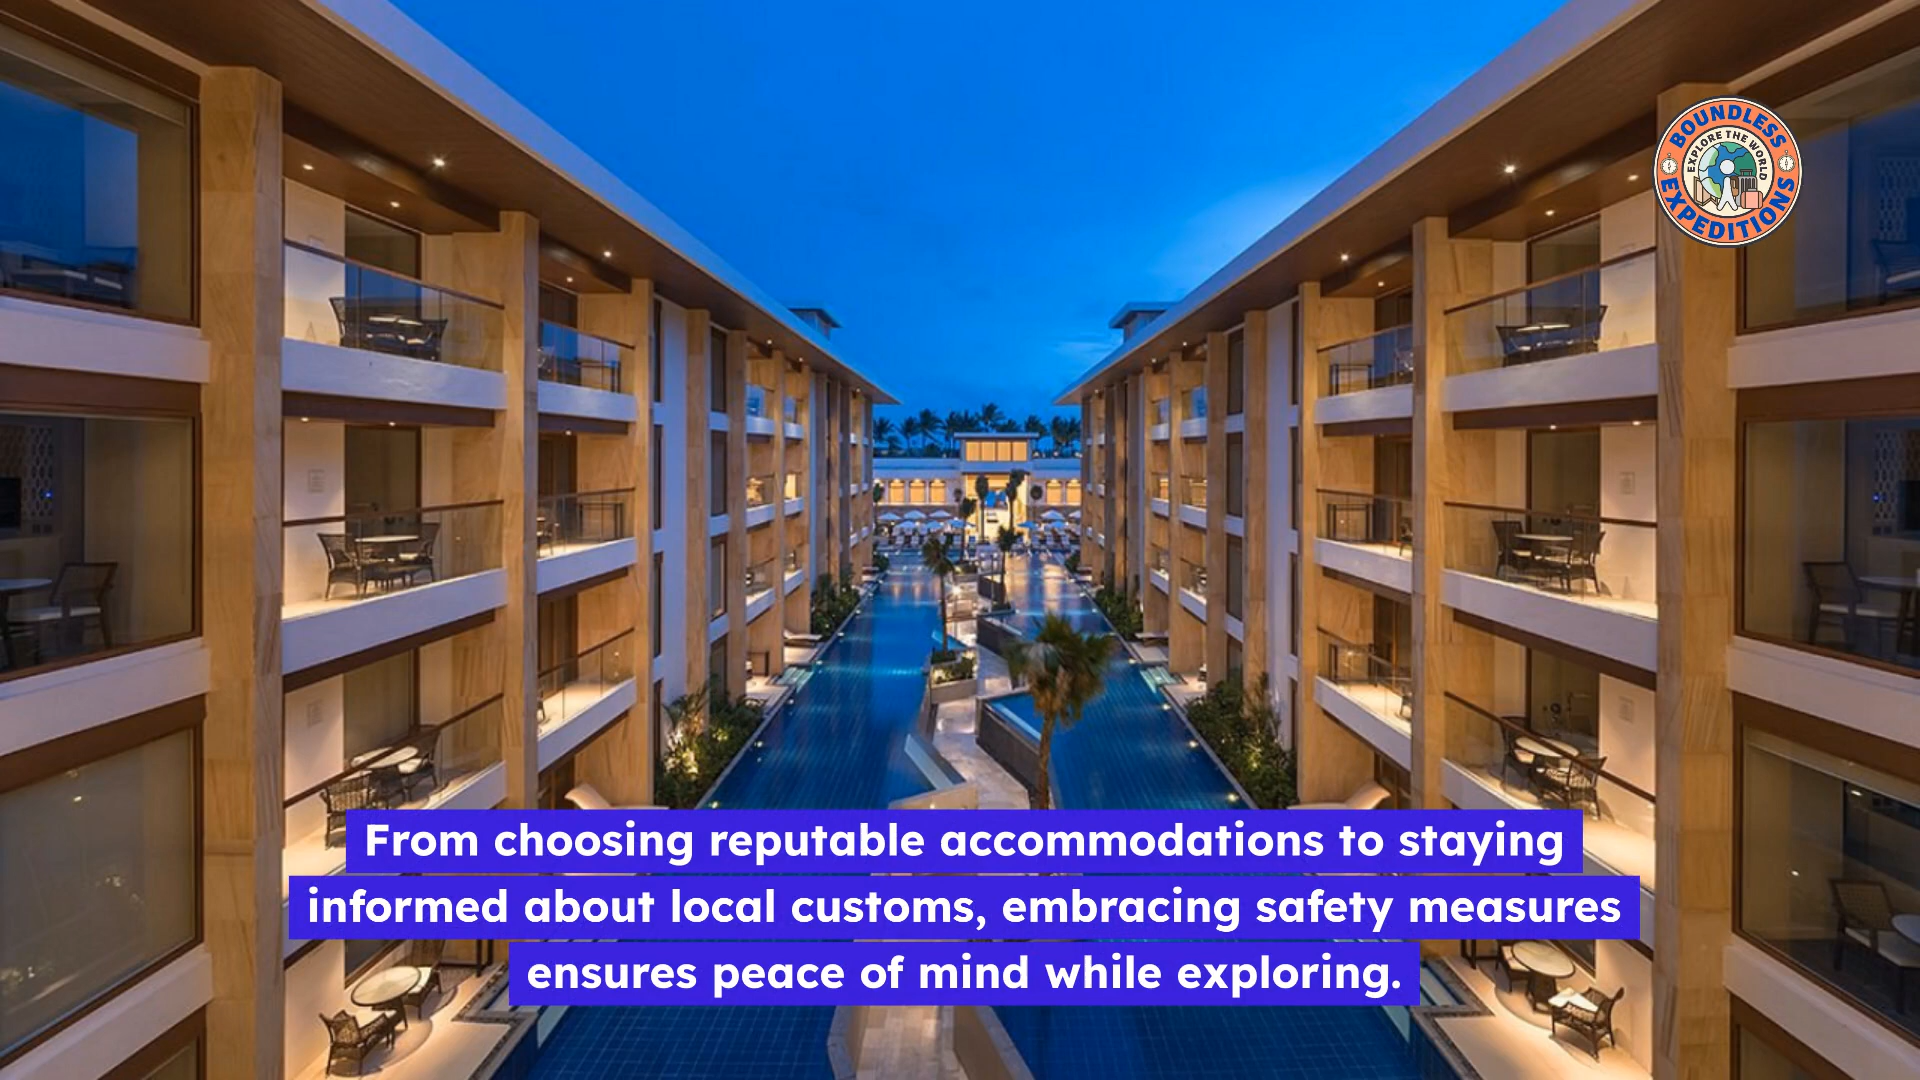 BOUNDLESS
EXPLORE THE WORLD
EXPEDITIONS
From choosing reputable accommodations to staying
informed about local customs, embracing safety measures
ensures peace of mind while exploring.